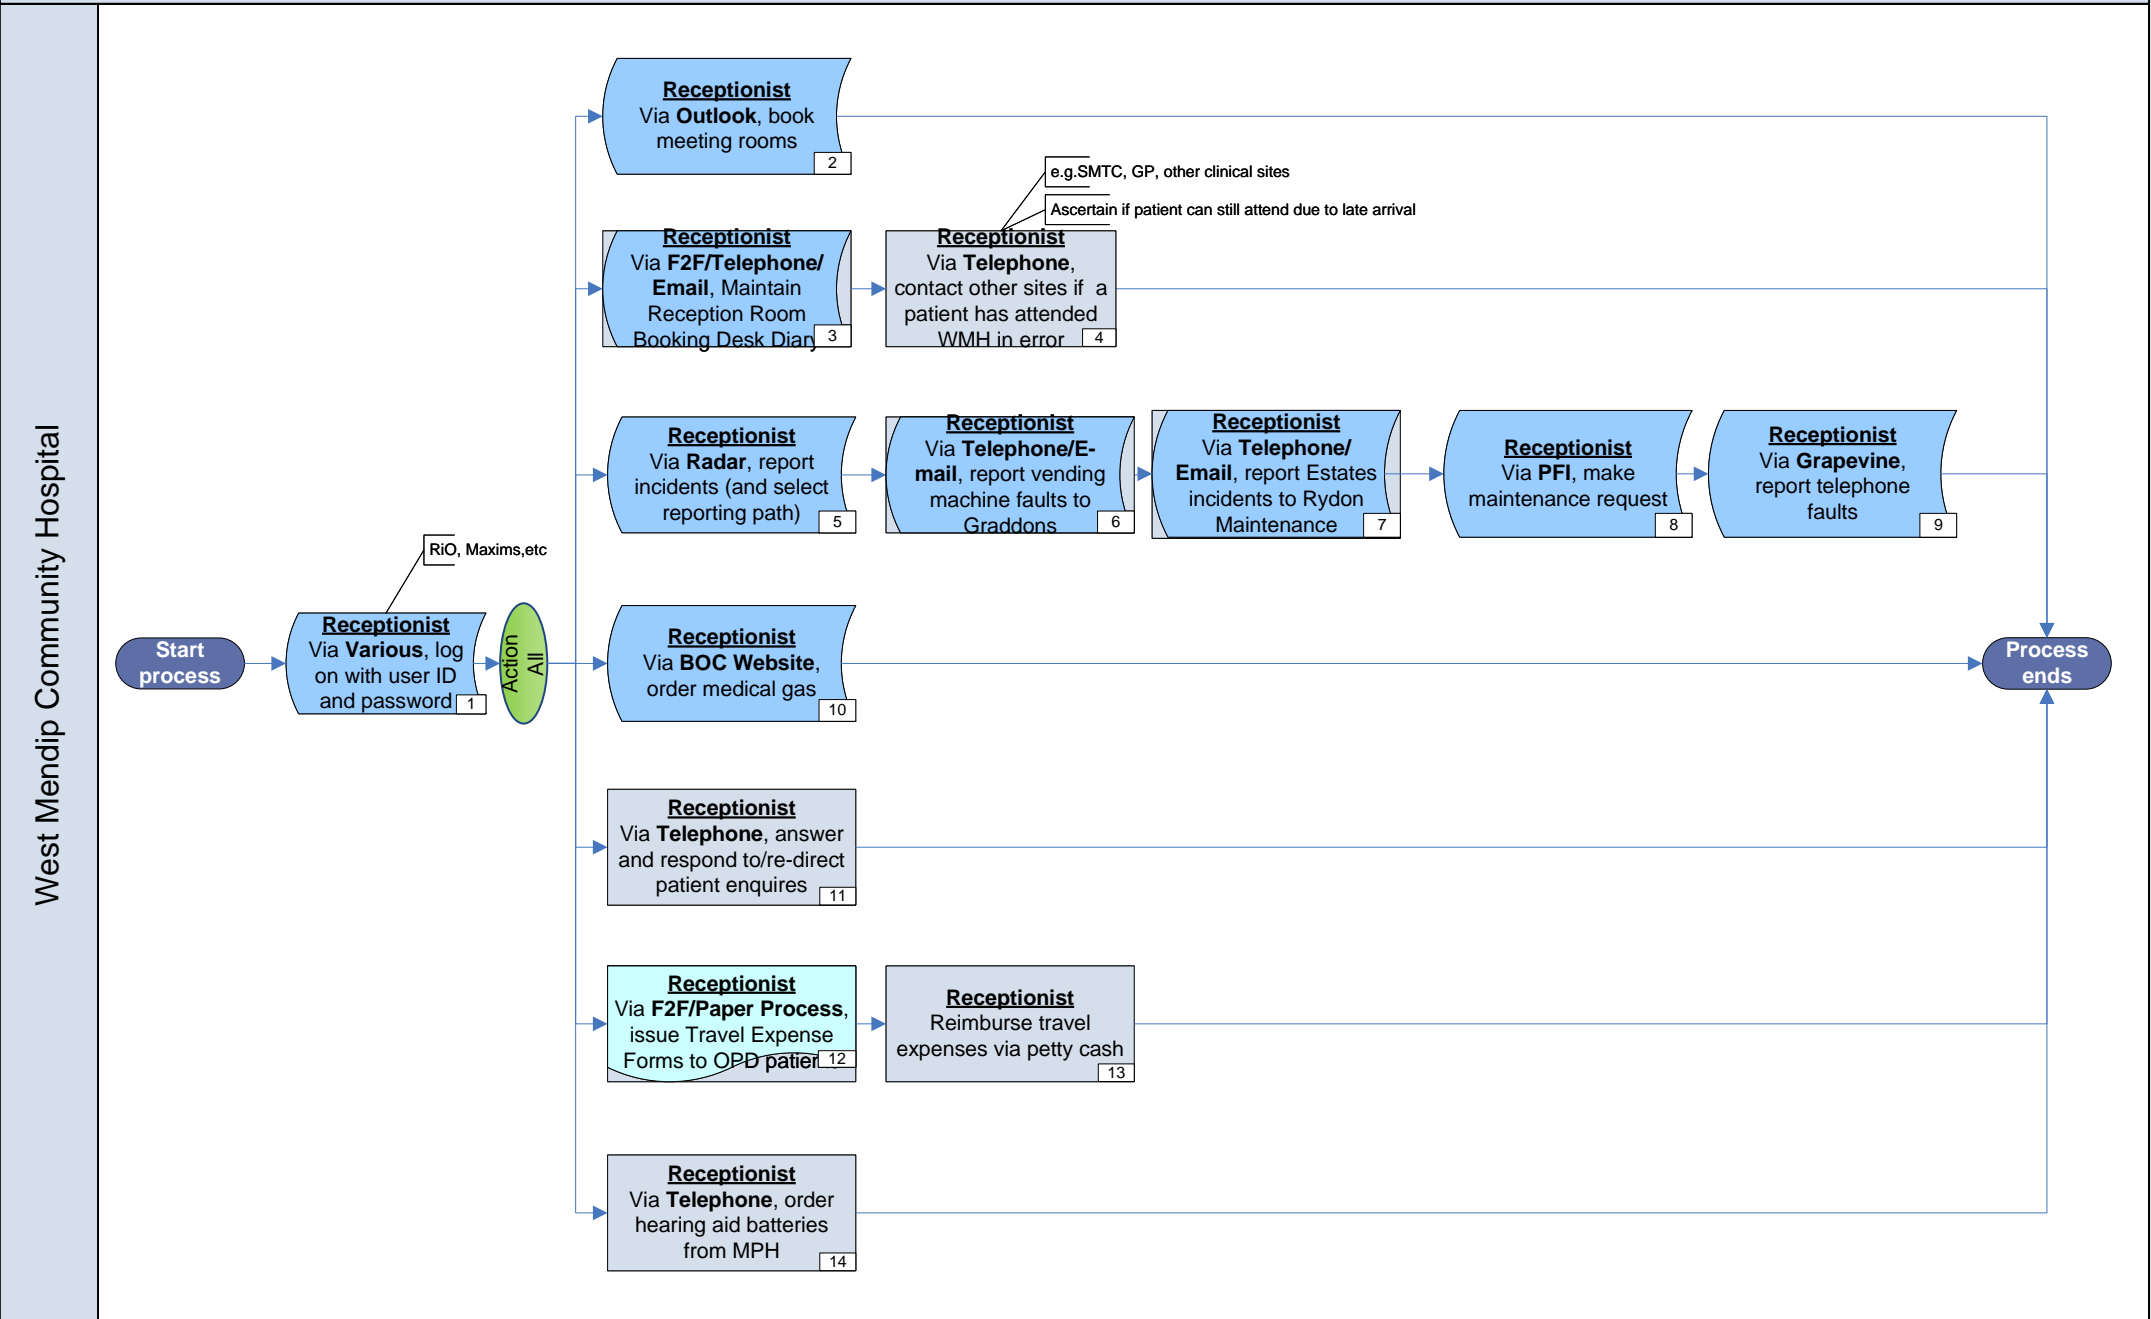 West Mendip Community Hospital
Start
process
RiO, Maxims,etc
Receptionist
Via Various, log
on with user ID
and password
1
Action
All
Receptionist
Via Outlook, book
meeting rooms
2
Receptionist
Via F2F/Telephone/
Email, Maintain
Reception Room
Booking Desk Diary
3
e.g.SMTC, GP, other clinical sites
Ascertain if patient can still attend due to late arrival
Receptionist
Via Telephone,
contact other sites if a
patient has attended
WMH in error
4
Receptionist
Via Radar, report
incidents (and select
reporting path)
5
Receptionist
Via Telephone/E-
mail, report vending
machine faults to
Graddons
6
Receptionist
Via Telephone/
Email, report Estates
incidents to Rydon
Maintenance
7
Receptionist
Via PFI, make
maintenance request
8
Receptionist
Via Grapevine,
report telephone
faults
9
Receptionist
Via BOC Website,
order medical gas
10
Receptionist
Via Telephone, answer
and respond to/re-direct
patient enquires
11
Receptionist
Via F2F/Paper Process,
issue Travel Expense
Forms to OPD
12
Receptionist
Reimburse travel
expenses via petty cash
13
Receptionist
Via Telephone, order
hearing aid batteries
from MPH
14
Process
ends